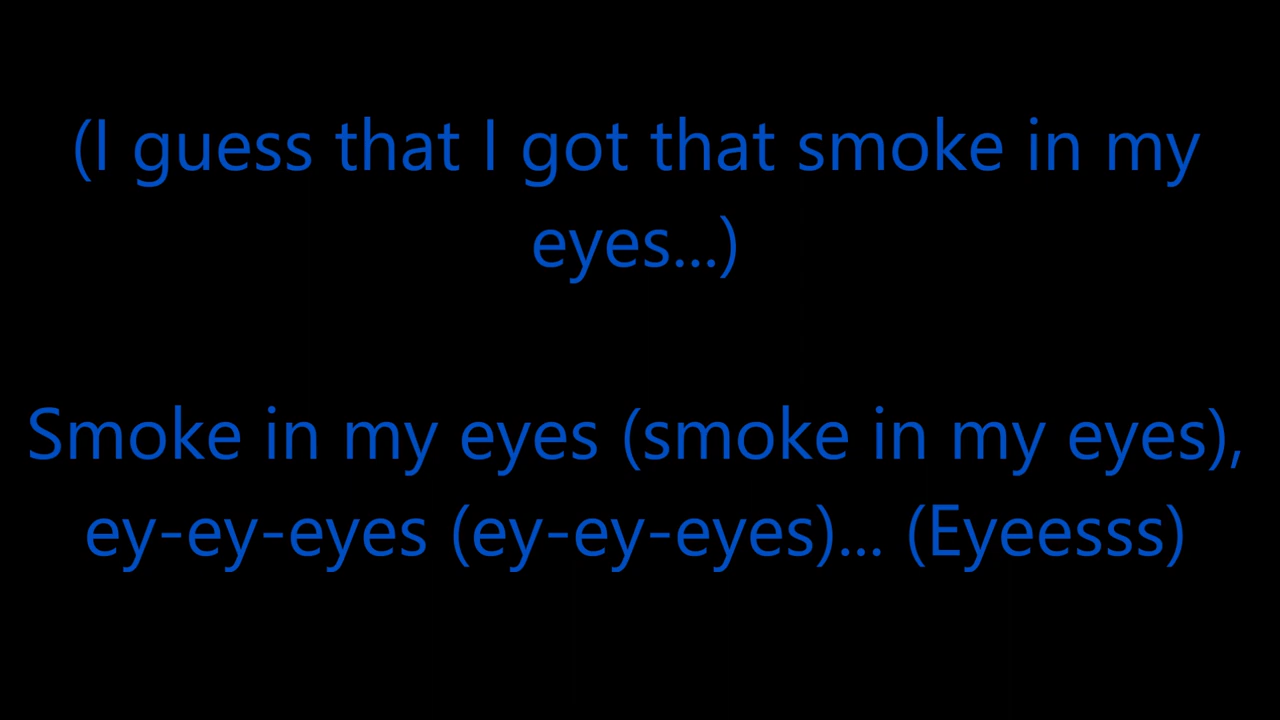 (I guess that I got that smoke in my
eyes...)
Smoke in my eyes (smoke in my eyes),
ey-ey-eyes (ey-ey-eyes)... (Eyeesss)